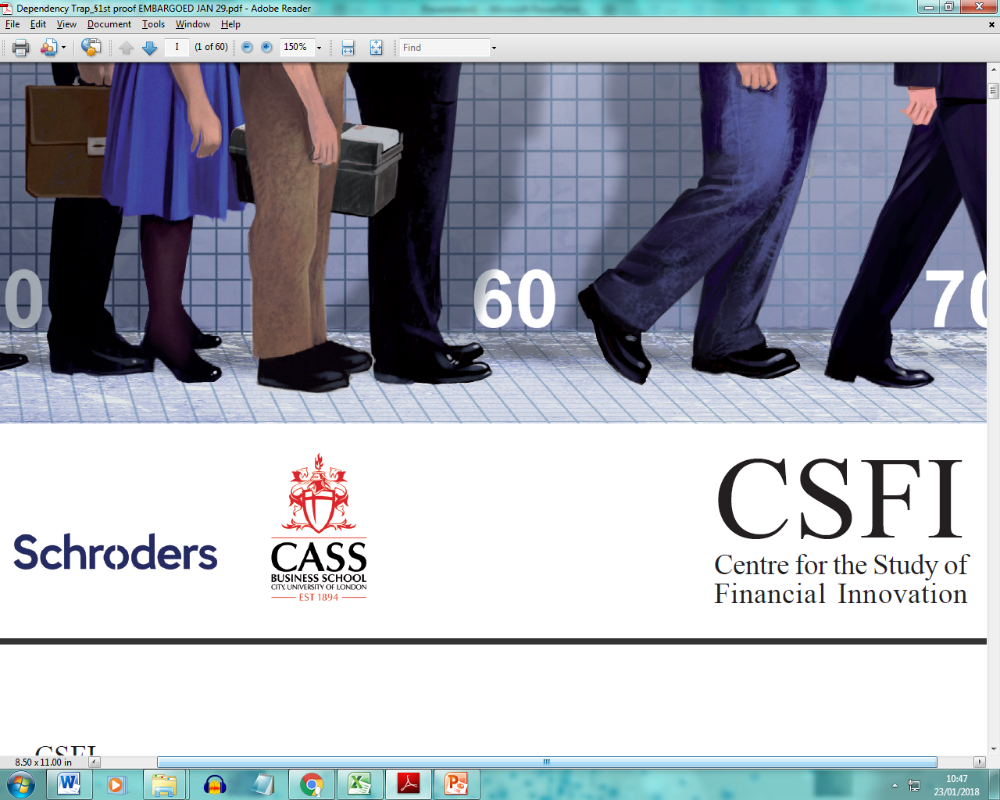 Dependency Trap_§1st proof EMBARGOED JAN 29.pdf - Adobe Reader
File Edit View Document Tools Window Help
I (1 of 60) 150% Find
0 60 70
Schroders
CASS
BUSINESS SCHOOL
CITY, UNIVERSITY OF LONDON
EST 1894
CSFI
Centre for the Study of
Financial Innovation
CSFI
8.50 x 11.00 in
10:47
23/01/2018